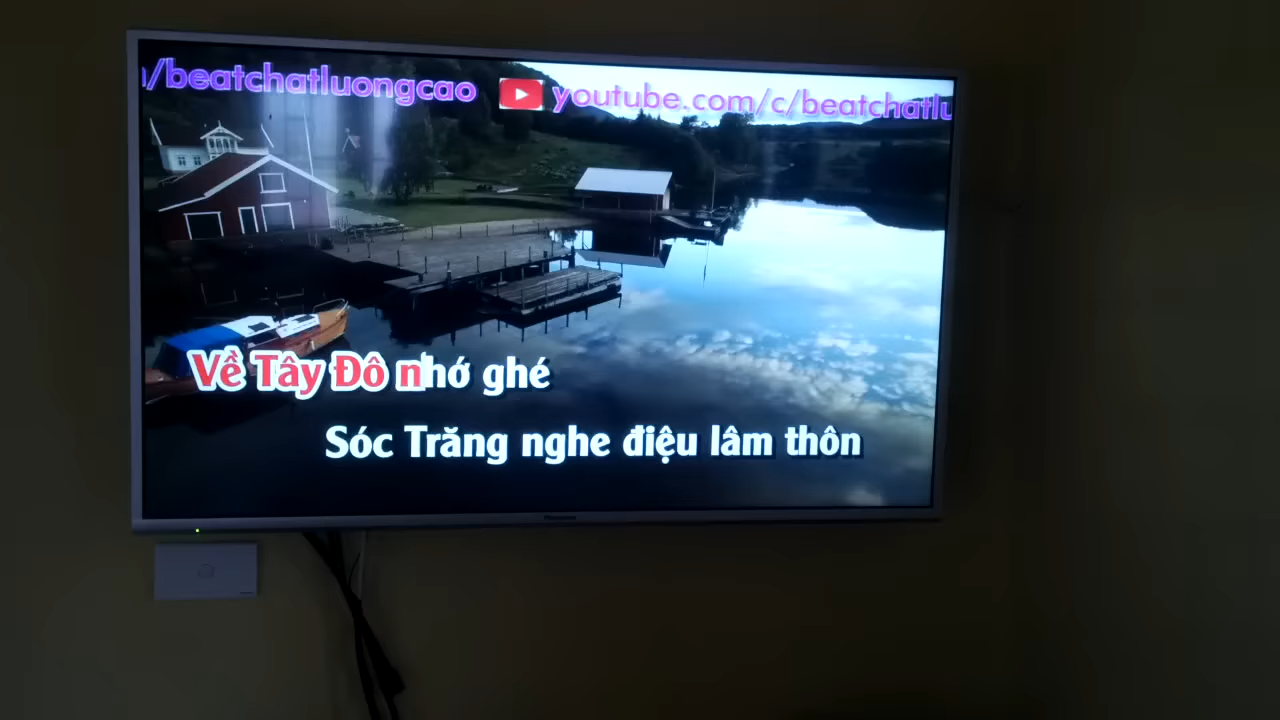 /beatchatluongcao youtube.com/c/beatchatlu
Về Tây Đô nhớ ghé
Sóc Trăng nghe điệu lâm thôn